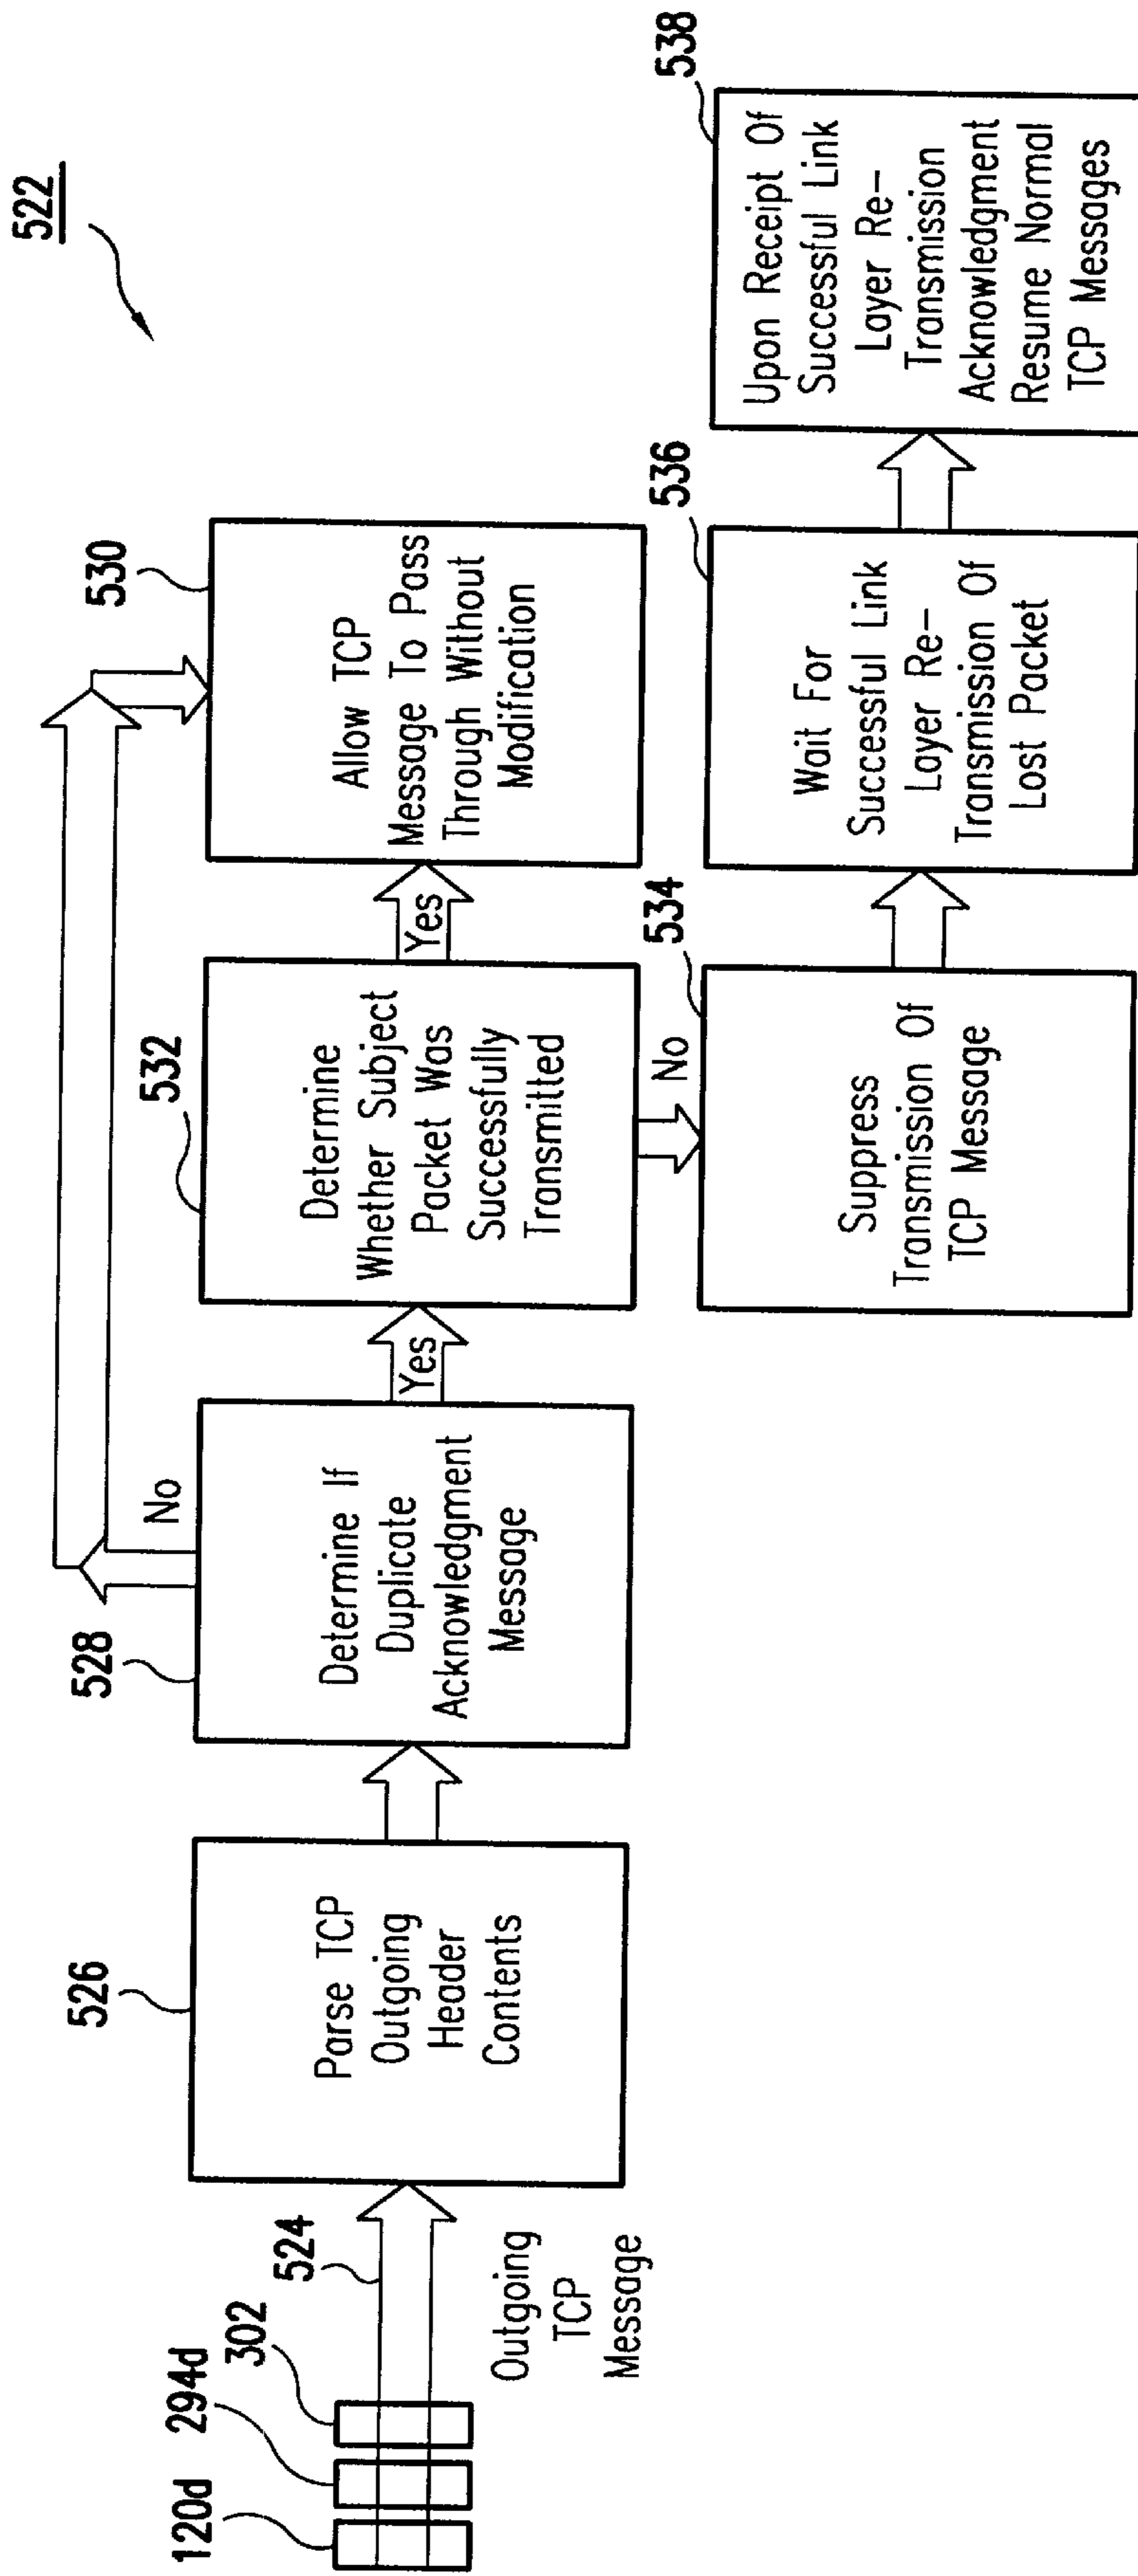 522
120d
294d
302
524
Outgoing
TCP
Message
526
Parse TCP
Outgoing
Header
Contents
528
Determine If
Duplicate
Acknowledgment
Message
No
Yes
532
Determine
Whether Subject
Packet Was
Successfully
Transmitted
Yes
No
530
Allow TCP
Message To Pass
Through Without
Modification
534
Suppress
Transmission Of
TCP Message
536
Wait For
Successful Link
Layer Re-
Transmission Of
Lost Packet
538
Upon Receipt Of
Successful Link
Layer Re-
Transmission
Acknowledgment
Resume Normal
TCP Messages